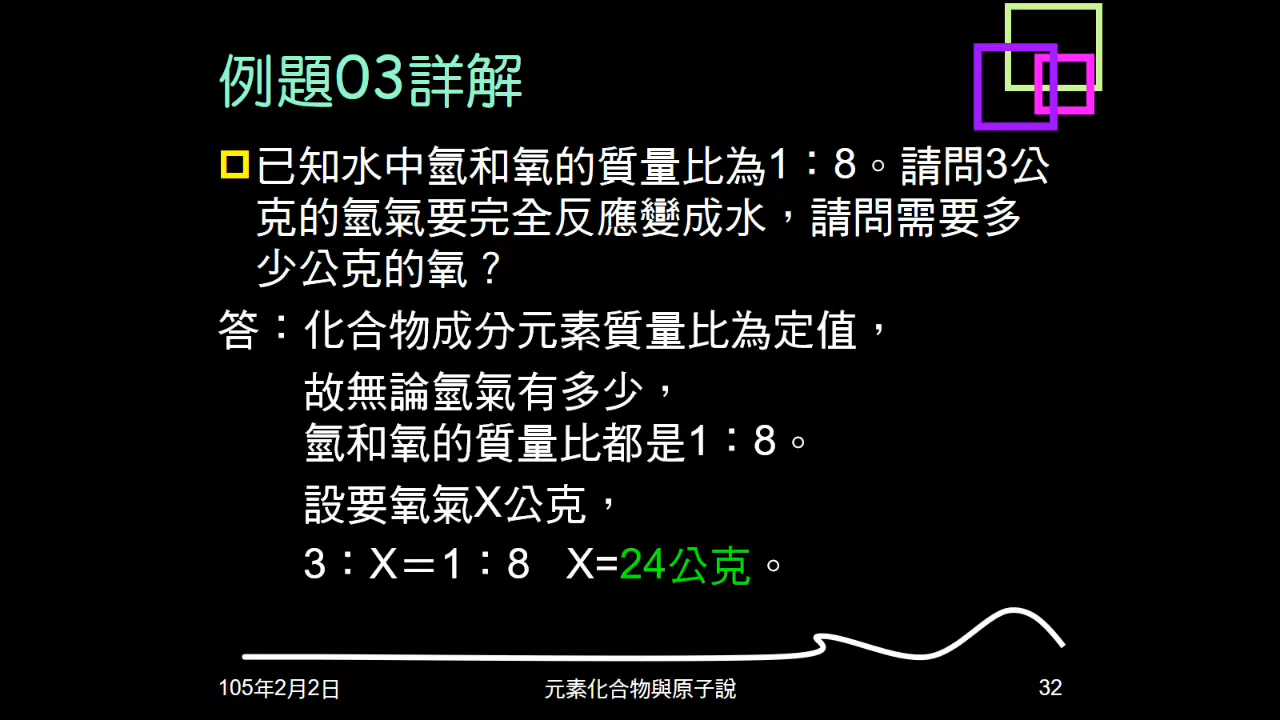 例題03詳解
已知水中氫和氧的質量比為1：8。請問3公
克的氫氣要完全反應變成水，請問需要多
少公克的氧？
答：化合物成分元素質量比為定值，
故無論氫氣有多少，
氫和氧的質量比都是1：8。
設要氧氣X公克，
3：X＝1：8 X=24公克。
105年2月2日
元素化合物與原子說
32